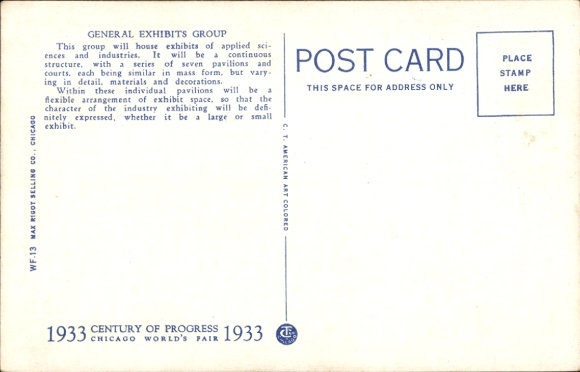 GENERAL EXHIBITS GROUP
This group will house exhibits of applied sci-
ences and industries. It will be a continuous
structure, with a series of seven pavilions and
courts, each being similar in mass form, but vary-
ing in detail, materials and decorations.
Within these individual pavilions will be a
flexible arrangement of exhibit space, so that the
character of the industry exhibiting will be defi-
nitely expressed, whether it be a large or small
exhibit.
WF-13 MAX RIGOT SELLING CO., CHICAGO
1933 CENTURY OF PROGRESS 1933
CHICAGO WORLD'S FAIR
C. T. AMERICAN ART COLORED
POST CARD
THIS SPACE FOR ADDRESS ONLY
PLACE
STAMP
HERE